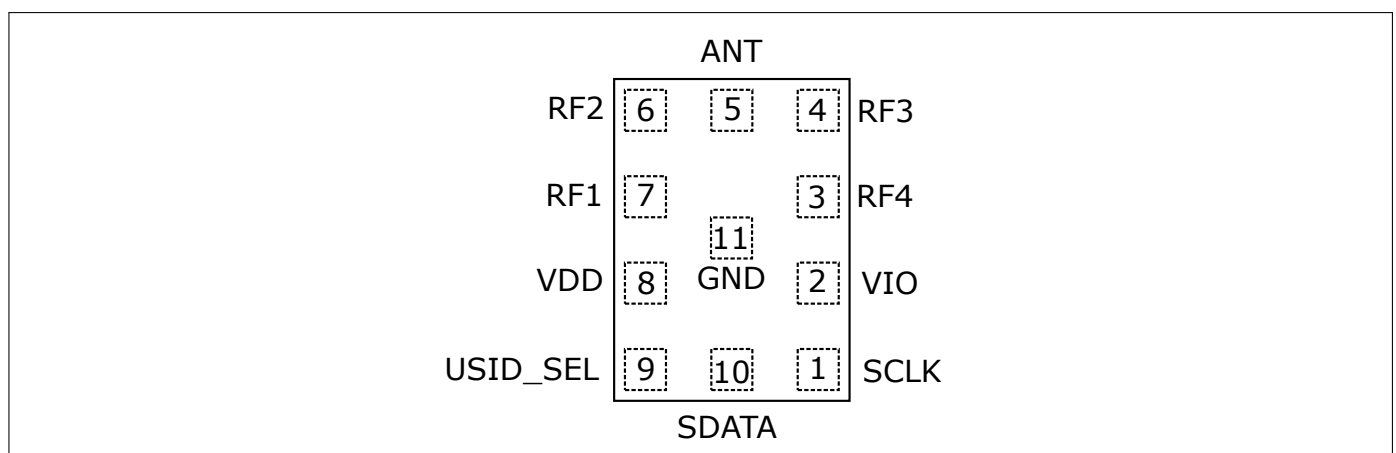 ANT
RF2 6 5 4 RF3
RF1 7 3 RF4
11
VDD 8 GND 2 VIO
USID_SEL 9 10 1 SCLK
SDATA